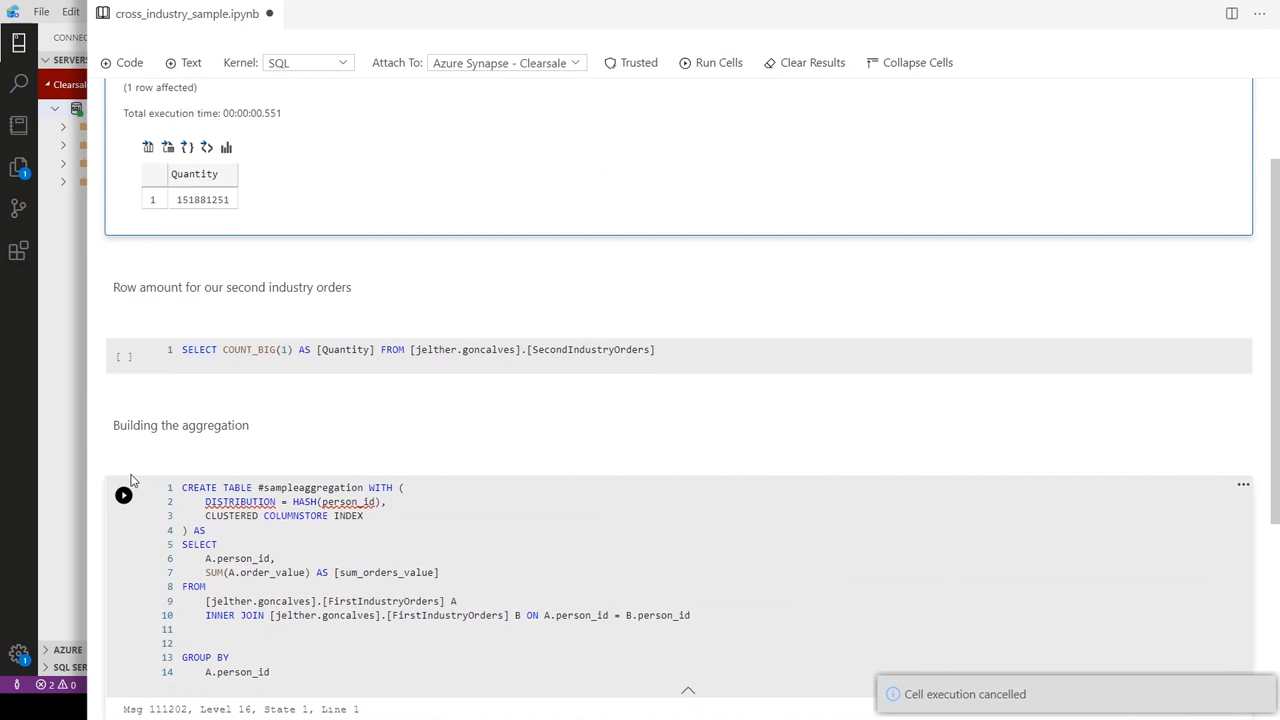 File Edit
cross_industry_sample.ipynb
CONNEC
SERVERS
Clearsale
Code Text Kernel: SQL Attach To: Azure Synapse - Clearsale Trusted Run Cells Clear Results Collapse Cells
(1 row affected)
Total execution time: 00:00:00.551
Quantity
1 151881251
Row amount for our second industry orders
[ ] 1 SELECT COUNT_BIG(1) AS [Quantity] FROM [jelther.goncalves].[SecondIndustryOrders]
Building the aggregation
1 CREATE TABLE #sampleaggregation WITH (
2 DISTRIBUTION = HASH(person_id),
3 CLUSTERED COLUMNSTORE INDEX
4 ) AS
5 SELECT
6 A.person_id,
7 SUM(A.order_value) AS [sum_orders_value]
8 FROM
9 [jelther.goncalves].[FirstIndustryOrders] A
10 INNER JOIN [jelther.goncalves].[FirstIndustryOrders] B ON A.person_id = B.person_id
11
12
13 GROUP BY
14 A.person_id
Msg 111202, Level 16, State 1, Line 1
1
1
AZURE
SQL SER
2 0
Cell execution cancelled